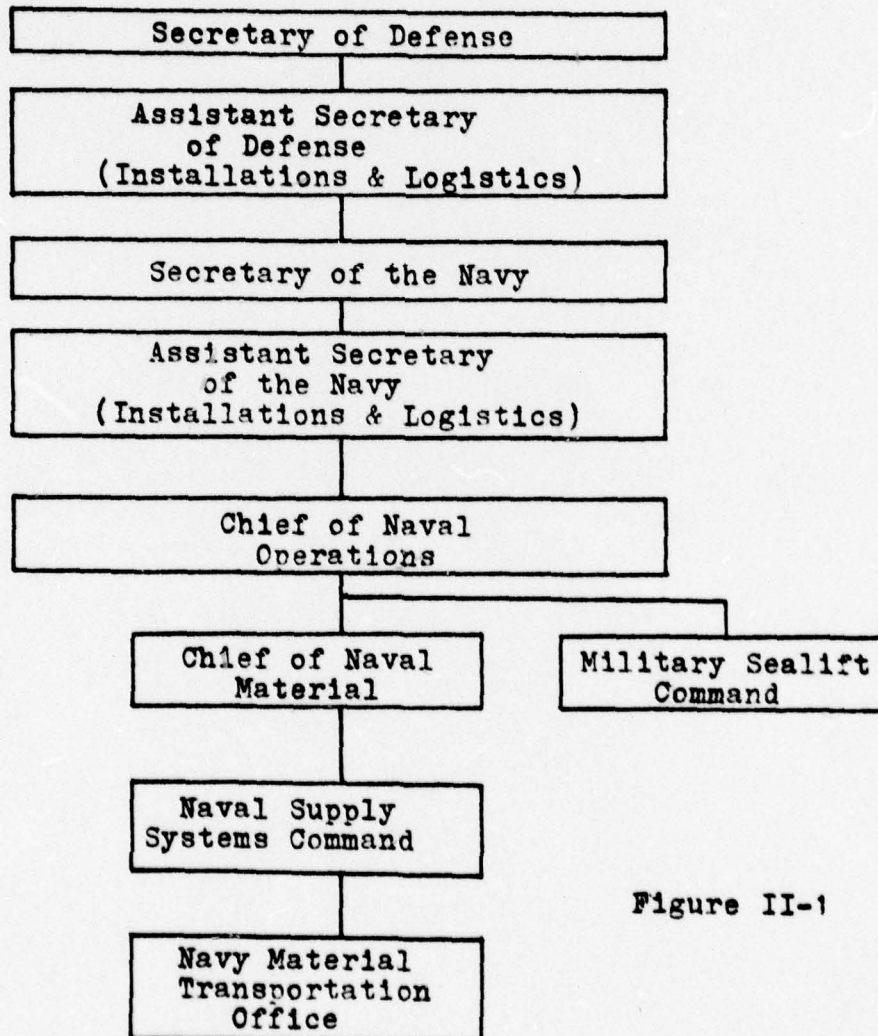 Secretary of Defense
Assistant Secretary
of Defense
(Installations & Logistics)
Secretary of the Navy
Assistant Secretary
of the Navy
(Installations & Logistics)
Chief of Naval
Operations
Chief of Naval
Material
Military Sealift
Command
Naval Supply
Systems Command
Figure II-1
Navy Material
Transportation
Office